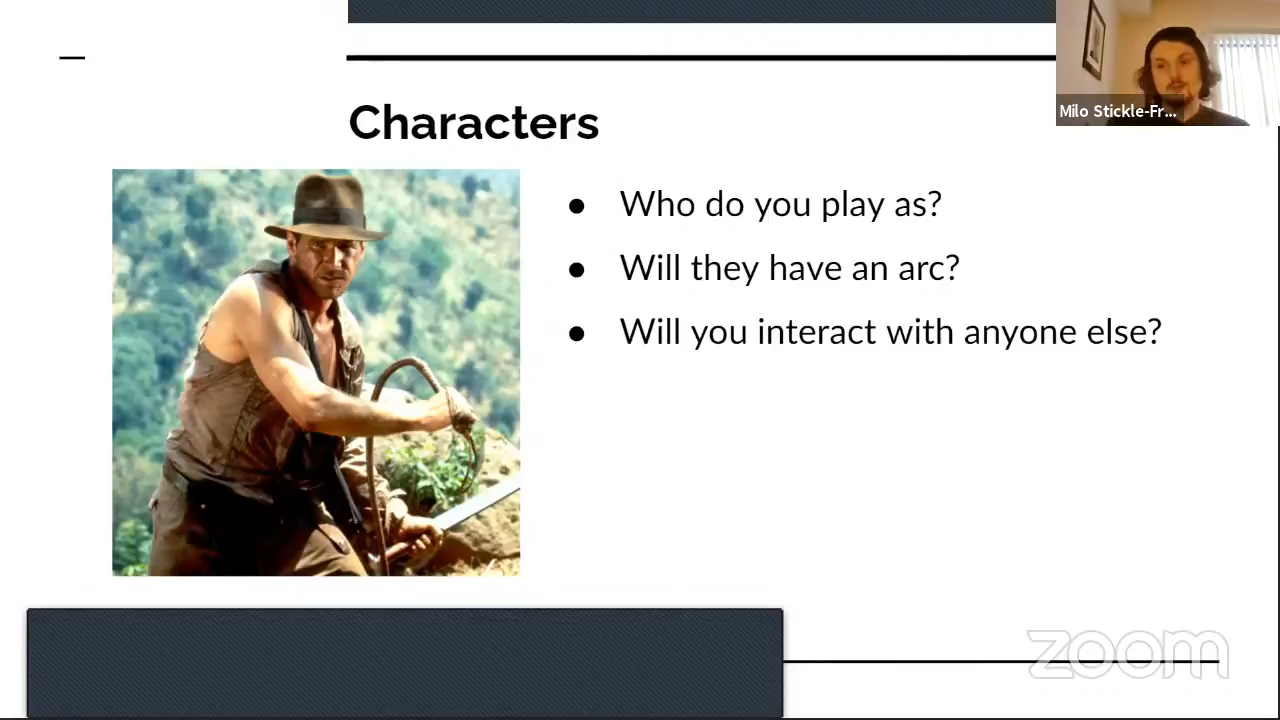 Milo Stickle-Fr...
Characters
Who do you play as?
Will they have an arc?
Will you interact with anyone else?
zoom